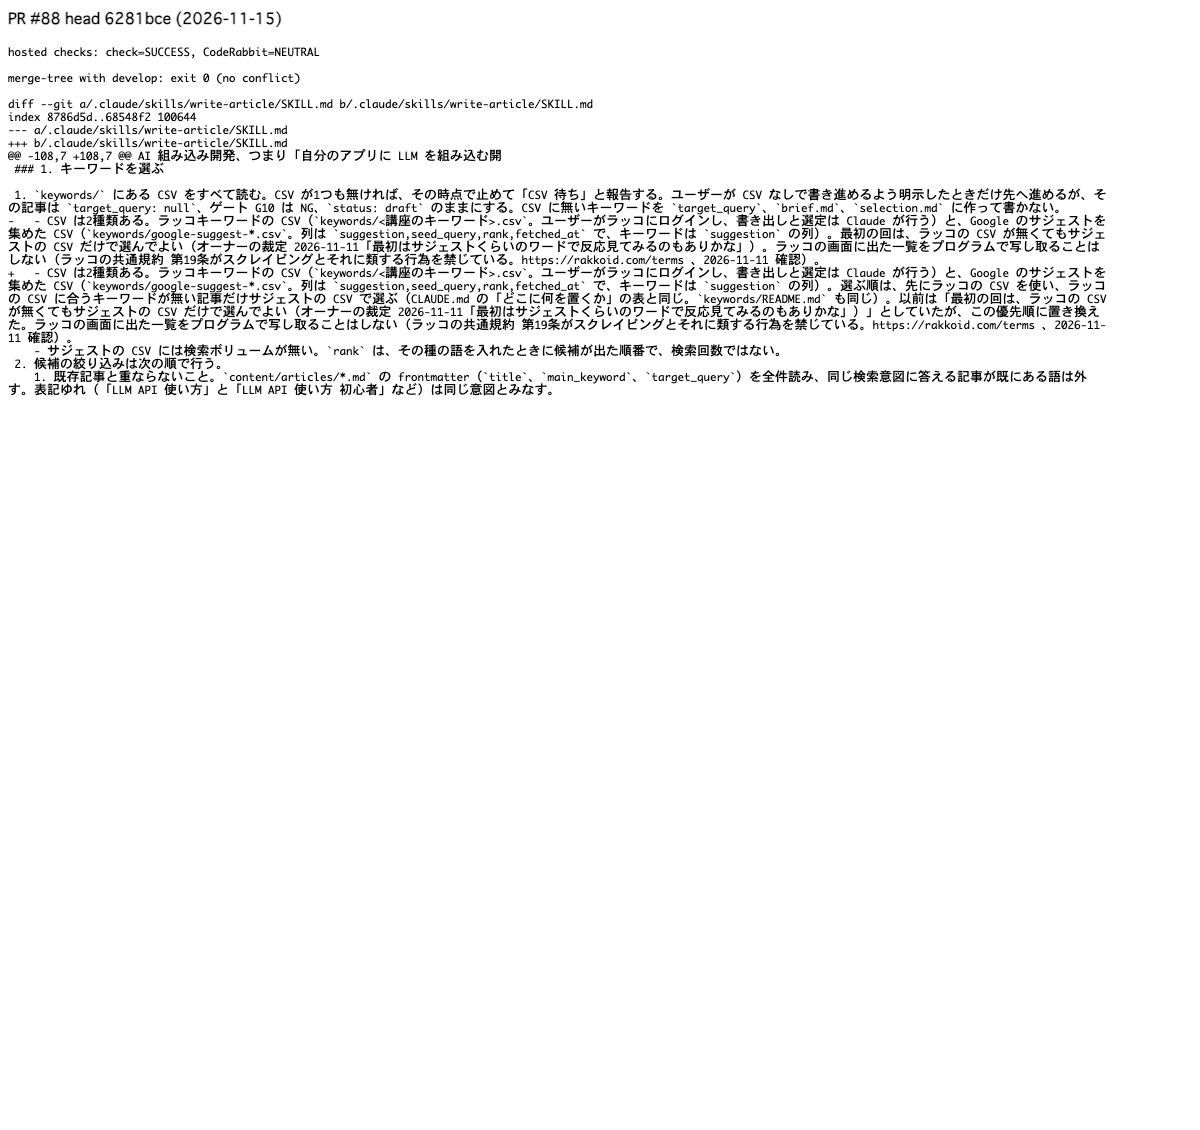 PR #88 head 6281bce (2026-11-15)
hosted checks: check=SUCCESS, CodeRabbit=NEUTRAL
merge-tree with develop: exit 0 (no conflict)
diff --git a/.claude/skills/write-article/SKILL.md b/.claude/skills/write-article/SKILL.md
index 8786d5d..68548f2 100644
--- a/.claude/skills/write-article/SKILL.md
+++ b/.claude/skills/write-article/SKILL.md
@@ -108,7 +108,7 @@ AI 組み込み開発、つまり「自分のアプリに LLM を組み込む開
 ### 1. キーワードを選ぶ
 1. `keywords/` にある CSV をすべて読む。CSV が1つも無ければ、その時点で止めて「CSV 待ち」と報告する。ユーザーが CSV なしで書き進めるよう明示したときだけ先へ進めるが、そ
の記事は `target_query: null`、ゲート G10 は NG、`status: draft` のままにする。CSV に無いキーワードを `target_query`、`brief.md`、`selection.md` に作って書かない。
-   - CSV は2種類ある。ラッコキーワードの CSV（`keywords/<講座のキーワード>.csv`。ユーザーがラッコにログインし、書き出しと選定は Claude が行う）と、Google のサジェストを
集めた CSV（`keywords/google-suggest-*.csv`。列は `suggestion,seed_query,rank,fetched_at` で、キーワードは `suggestion` の列）。最初の回は、ラッコの CSV が無くてもサジェ
ストの CSV だけで選んでよい（オーナーの裁定 2026-11-11「最初はサジェストくらいのワードで反応見てみるのもありかな」）。ラッコの画面に出た一覧をプログラムで写し取ることは
しない（ラッコの共通規約 第19条がスクレイピングとそれに類する行為を禁じている。https://rakkoid.com/terms 、2026-11-11 確認）。
+   - CSV は2種類ある。ラッコキーワードの CSV（`keywords/<講座のキーワード>.csv`。ユーザーがラッコにログインし、書き出しと選定は Claude が行う）と、Google のサジェストを
集めた CSV（`keywords/google-suggest-*.csv`。列は `suggestion,seed_query,rank,fetched_at` で、キーワードは `suggestion` の列）。選ぶ順は、先にラッコの CSV を使い、ラッコ
の CSV に合うキーワードが無い記事だけサジェストの CSV で選ぶ（CLAUDE.md の「どこに何を置くか」の表と同じ。`keywords/README.md` も同じ）。以前は「最初の回は、ラッコの CSV
が無くてもサジェストの CSV だけで選んでよい（オーナーの裁定 2026-11-11「最初はサジェストくらいのワードで反応見てみるのもありかな」）」としていたが、この優先順に置き換え
た。ラッコの画面に出た一覧をプログラムで写し取ることはしない（ラッコの共通規約 第19条がスクレイピングとそれに類する行為を禁じている。https://rakkoid.com/terms 、2026-11-
11 確認）。
    - サジェストの CSV には検索ボリュームが無い。`rank` は、その種の語を入れたときに候補が出た順番で、検索回数ではない。
 2. 候補の絞り込みは次の順で行う。
    1. 既存記事と重ならないこと。`content/articles/*.md` の frontmatter（`title`、`main_keyword`、`target_query`）を全件読み、同じ検索意図に答える記事が既にある語は外
す。表記ゆれ（「LLM API 使い方」と「LLM API 使い方 初心者」など）は同じ意図とみなす。